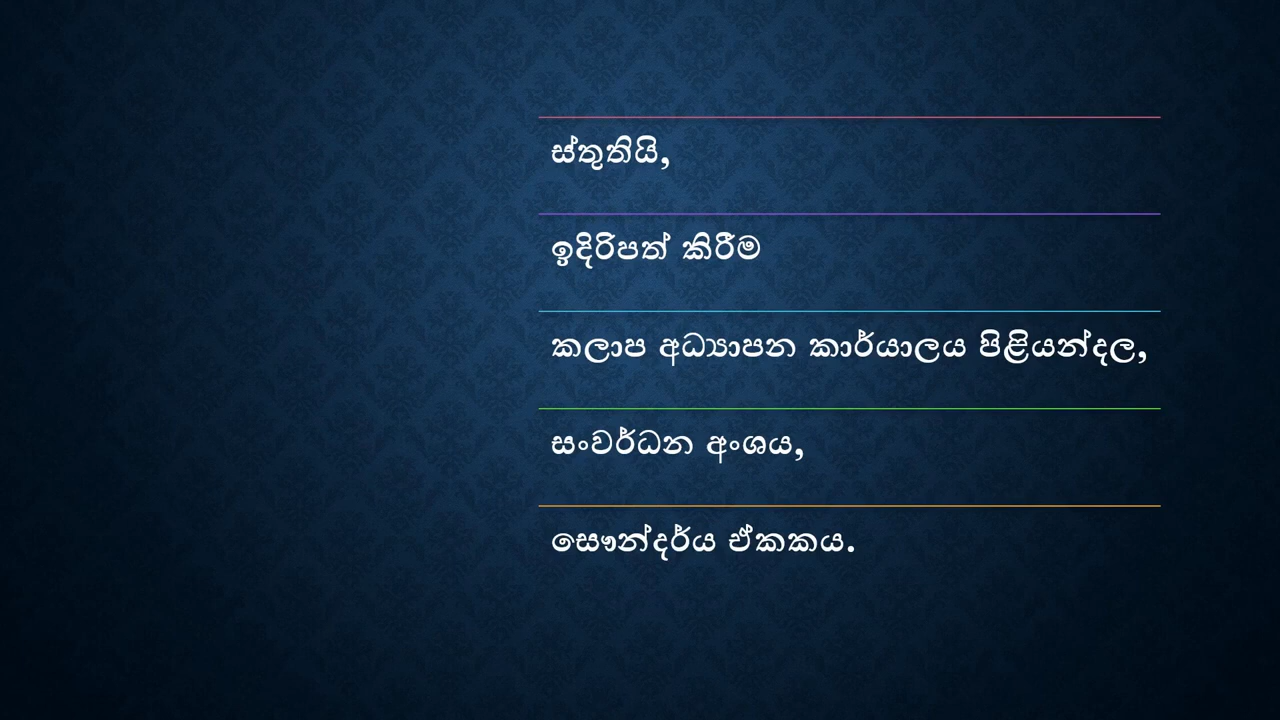 ස්තුතියි,
ඉදිරිපත් කිරීම
කලාප අධ්‍යාපන කාර්යාලය පිළියන්දල,
සංවර්ධන අංශය,
සෞන්දර්ය ඒකකය.